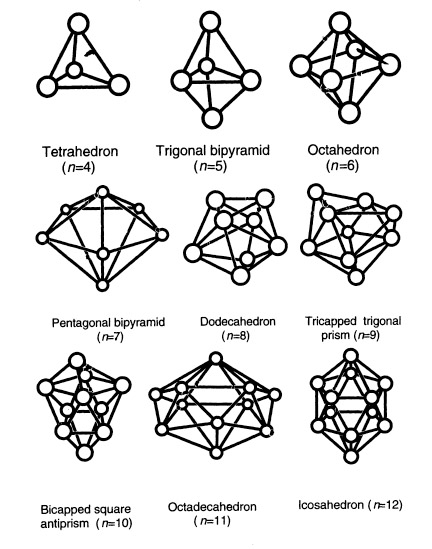 Tetrahedron
(n=4)
Trigonal bipyramid
(n=5)
Octahedron
(n=6)
Pentagonal bipyramid
(n=7)
Dodecahedron
(n=8)
Tricapped trigonal
prism (n=9)
Bicapped square
antiprism (n=10)
Octadecahedron
(n=11)
Icosahedron (n=12)